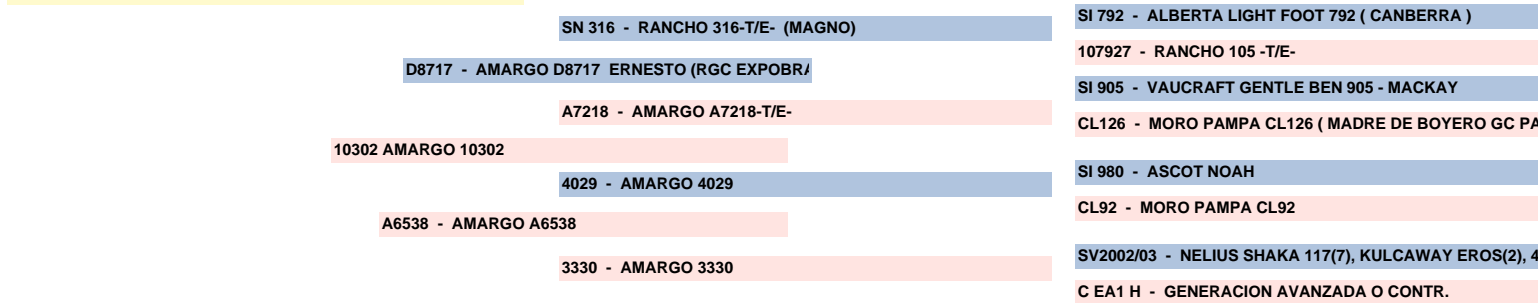 SI 792 - ALBERTA LIGHT FOOT 792 ( CANBERRA )
SN 316 - RANCHO 316-T/E- (MAGNO)
107927 - RANCHO 105 -T/E-
D8717 - AMARGO D8717 ERNESTO (RGC EXPOBRA
SI 905 - VAUCRAFT GENTLE BEN 905 - MACKAY
A7218 - AMARGO A7218-T/E-
CL126 - MORO PAMPA CL126 ( MADRE DE BOYERO GC PA
10302 AMARGO 10302
SI 980 - ASCOT NOAH
4029 - AMARGO 4029
CL92 - MORO PAMPA CL92
A6538 - AMARGO A6538
SV2002/03 - NELIUS SHAKA 117(7), KULCAWAY EROS(2), 4
3330 - AMARGO 3330
C EA1 H - GENERACION AVANZADA O CONTR.